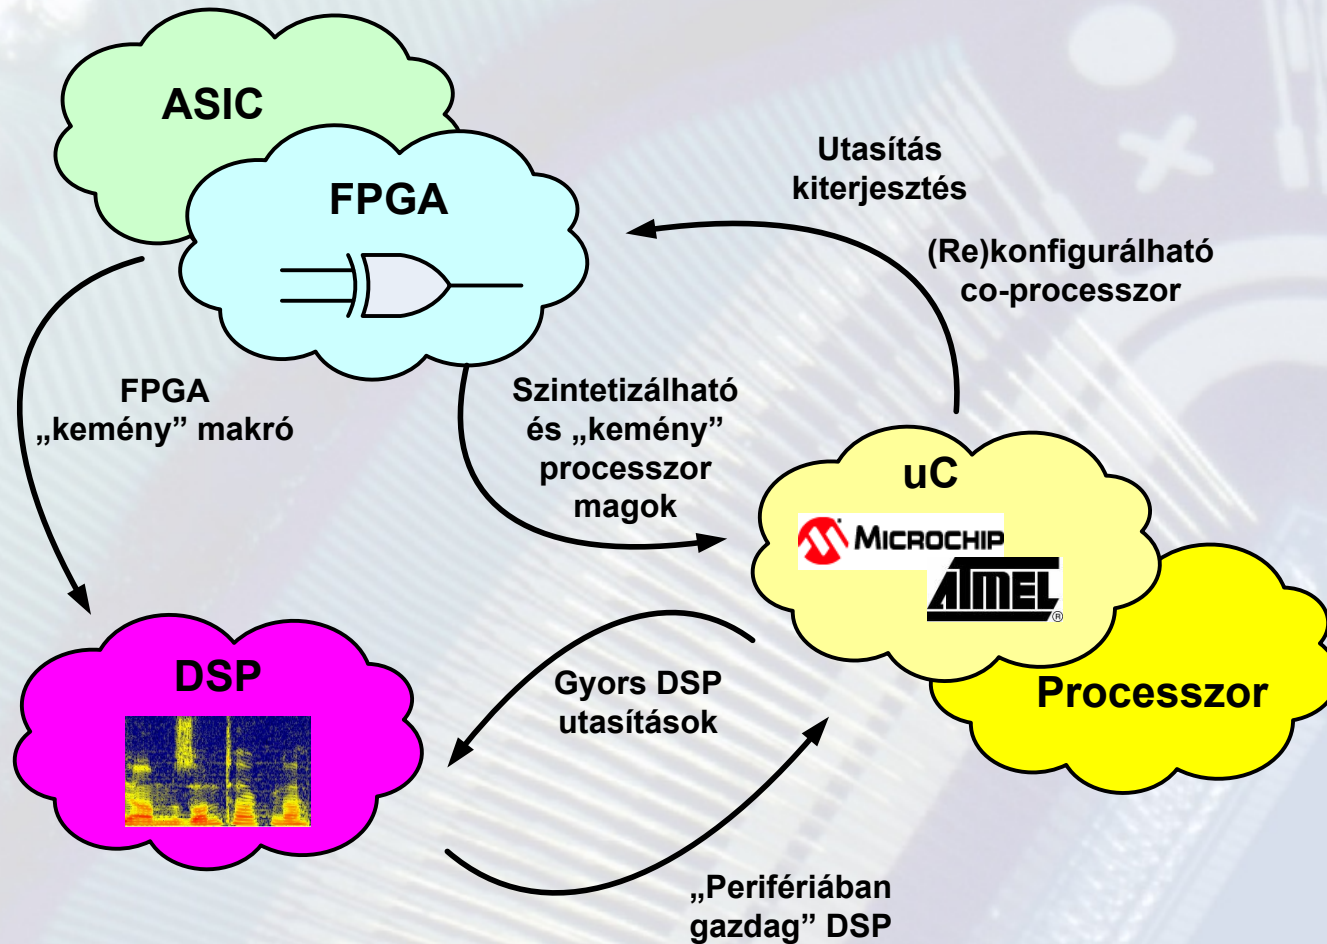 ASIC
FPGA
Utasítás
kiterjesztés
(Re)konfigurálható
co-processzor
FPGA
„kemény” makró
Szintetizálható
és „kemény”
processzor
magok
uC
MICROCHIP
ATMEL
®
Processzor
DSP
Gyors DSP
utasítások
„Perifériában
gazdag” DSP